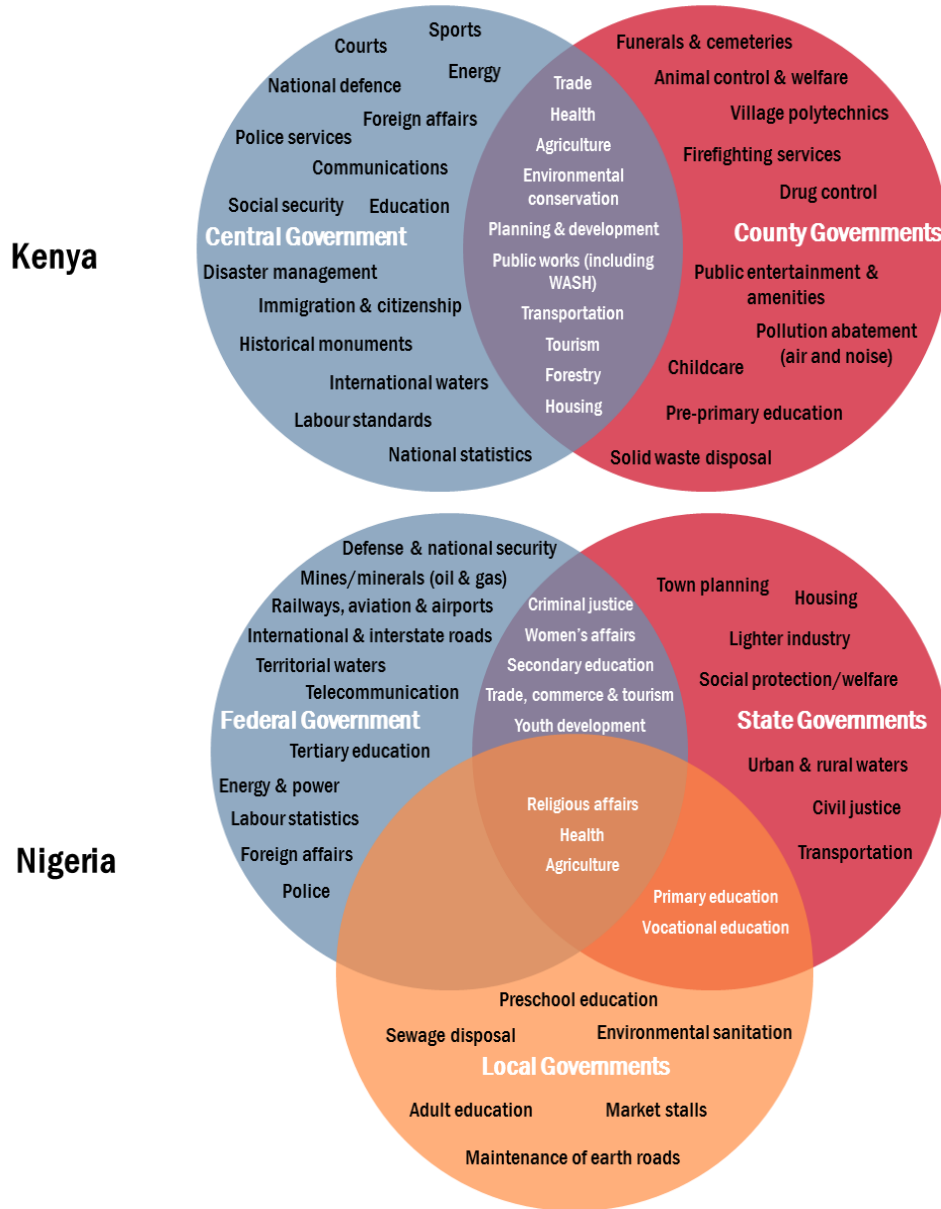 Kenya
Courts
Sports
National defence
Energy
Foreign affairs
Police services
Communications
Social security
Education
Central Government
Disaster management
Immigration & citizenship
Historical monuments
International waters
Labour standards
National statistics
Trade
Health
Agriculture
Environmental
conservation
Planning & development
Public works (including
WASH)
Transportation
Tourism
Forestry
Housing
Funerals & cemeteries
Animal control & welfare
Village polytechnics
Firefighting services
Drug control
County Governments
Public entertainment &
amenities
Pollution abatement
(air and noise)
Childcare
Pre-primary education
Solid waste disposal
Nigeria
Defense & national security
Mines/minerals (oil & gas)
Railways, aviation & airports
International & interstate roads
Territorial waters
Telecommunication
Federal Government
Tertiary education
Energy & power
Labour statistics
Foreign affairs
Police
Criminal justice
Women's affairs
Secondary education
Trade, commerce & tourism
Youth development
Religious affairs
Health
Agriculture
Town planning
Housing
Lighter industry
Social protection/welfare
State Governments
Urban & rural waters
Civil justice
Transportation
Primary education
Vocational education
Preschool education
Sewage disposal
Environmental sanitation
Local Governments
Adult education
Market stalls
Maintenance of earth roads